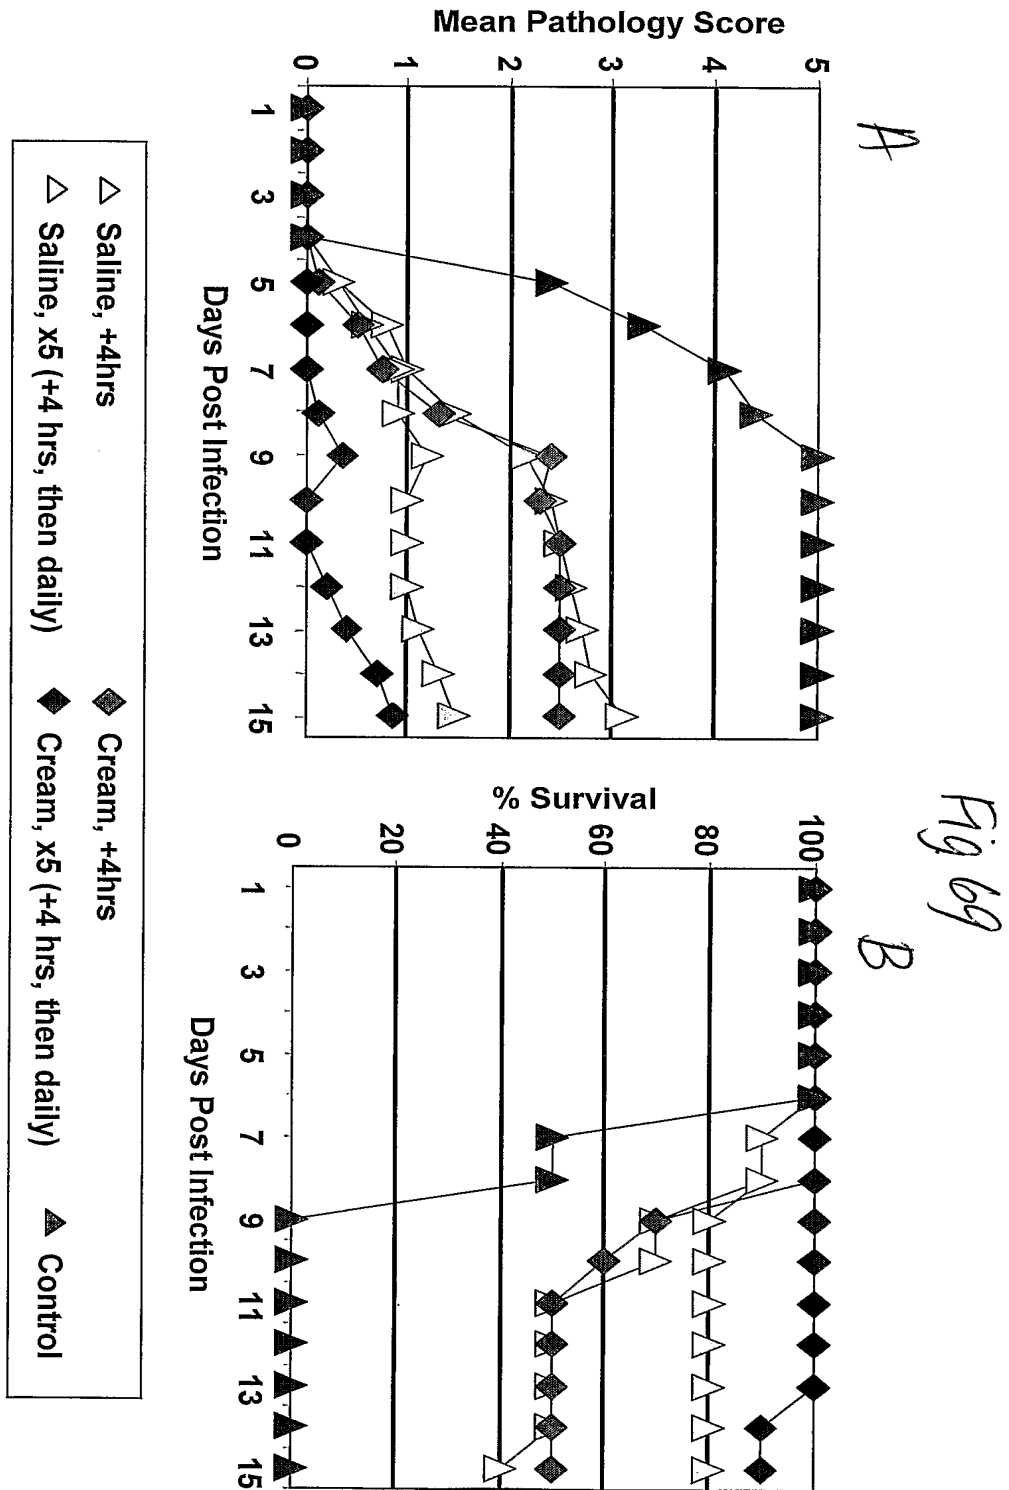 Fig 69
A
Mean Pathology Score
5
4
3
2
1
0
1 3 5 7 9 11 13 15
Days Post Infection
B
% Survival
100
80
60
40
20
0
1 3 5 7 9 11 13 15
Days Post Infection
Saline, +4hrs
Cream, +4hrs
Saline, x5 (+4 hrs, then daily)
Cream, x5 (+4 hrs, then daily)
Control